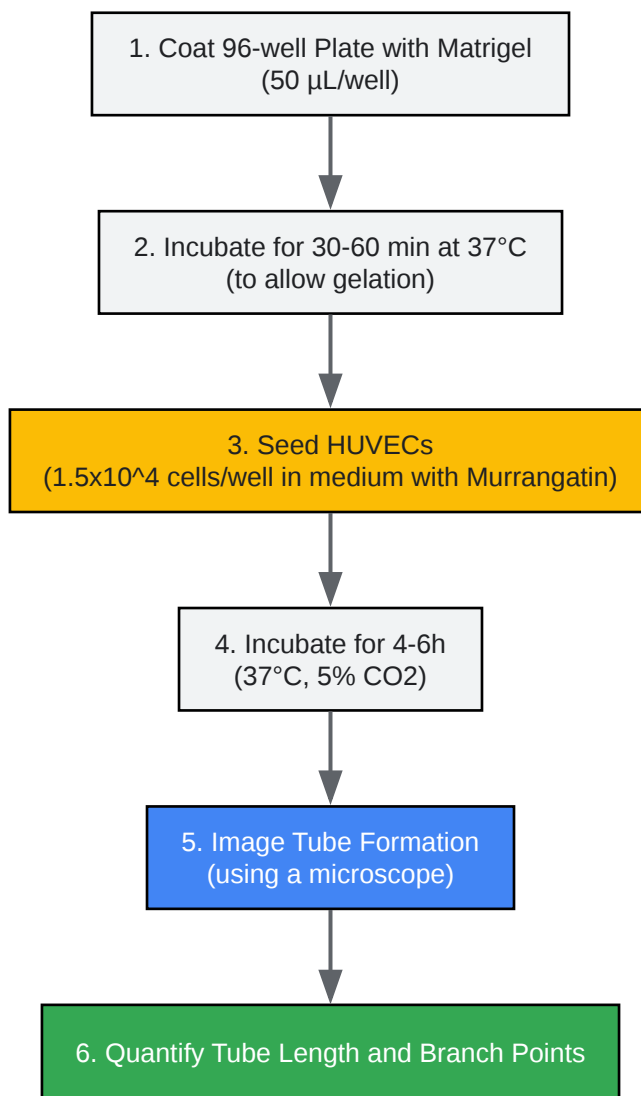 1. Coat 96-well Plate with Matrigel
(50 µL/well)
2. Incubate for 30-60 min at 37°C
(to allow gelation)
3. Seed HUVECs
(1.5x10^4 cells/well in medium with Murrangatin)
4. Incubate for 4-6h
(37°C, 5% CO2)
5. Image Tube Formation
(using a microscope)
6. Quantify Tube Length and Branch Points